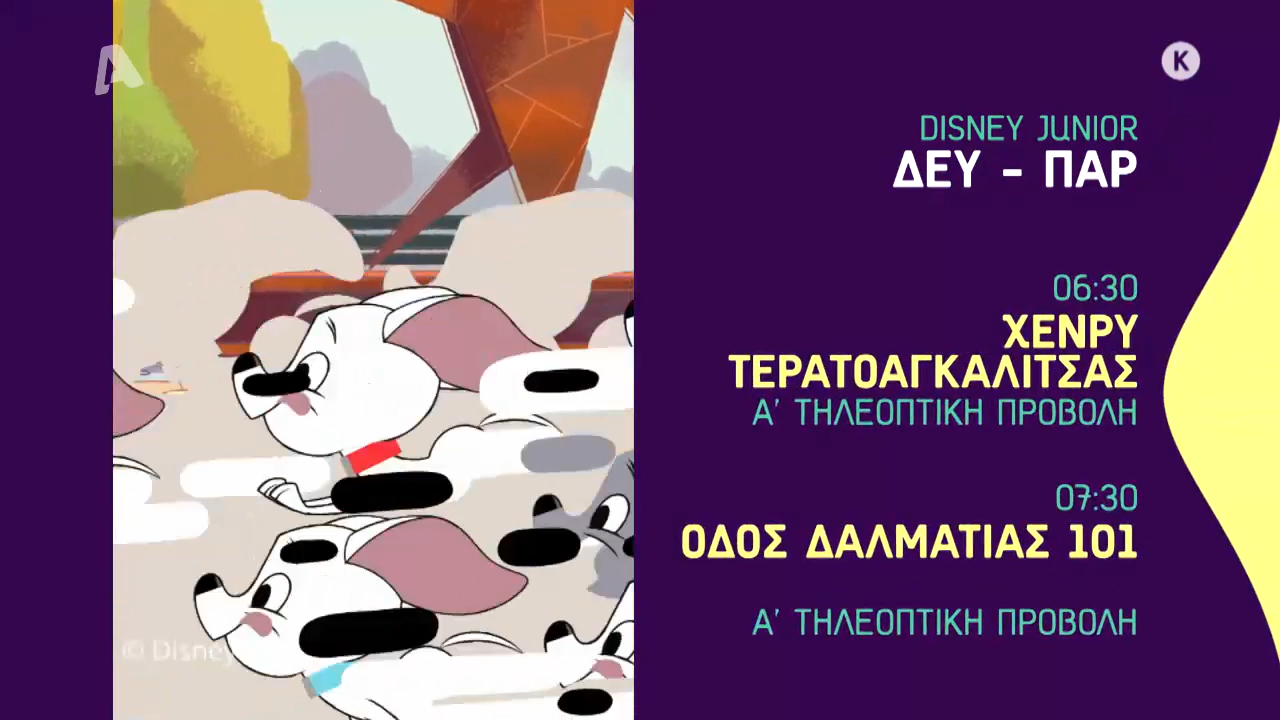 K
DISNEY JUNIOR
ΔΕΥ - ΠΑΡ
06:30
ΧΕΝΡΥ
ΤΕΡΑΤΟΑΓΚΑΛΙΤΣΑΣ
Α' ΤΗΛΕΟΠΤΙΚΗ ΠΡΟΒΟΛΗ
07:30
ΟΔΟΣ ΔΑΛΜΑΤΙΑΣ 101
Α' ΤΗΛΕΟΠΤΙΚΗ ΠΡΟΒΟΛΗ
© Disney